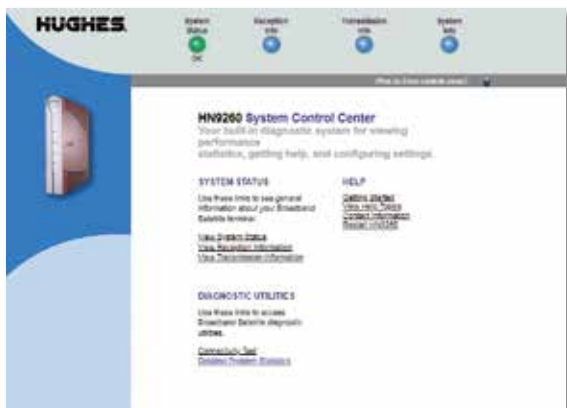 HUGHES.
System
Status
Reception
Info
Transmission
Info
System
Info
OK
HN9260 System Control Center
Your built-in diagnostic system for viewing
performance
statistics, getting help, and configuring settings.
SYSTEM STATUS
HELP
Use these links to see general
information about your Broadband
Satellite terminal.
Getting Started
View Help Topics
Contact Information
Restart HN9260
View System Status
View Reception Information
View Transmission Information
DIAGNOSTIC UTILITIES
Use these links to access
Broadband Satellite diagnostic
utilities.
Connectivity Test
Detailed System Statistics